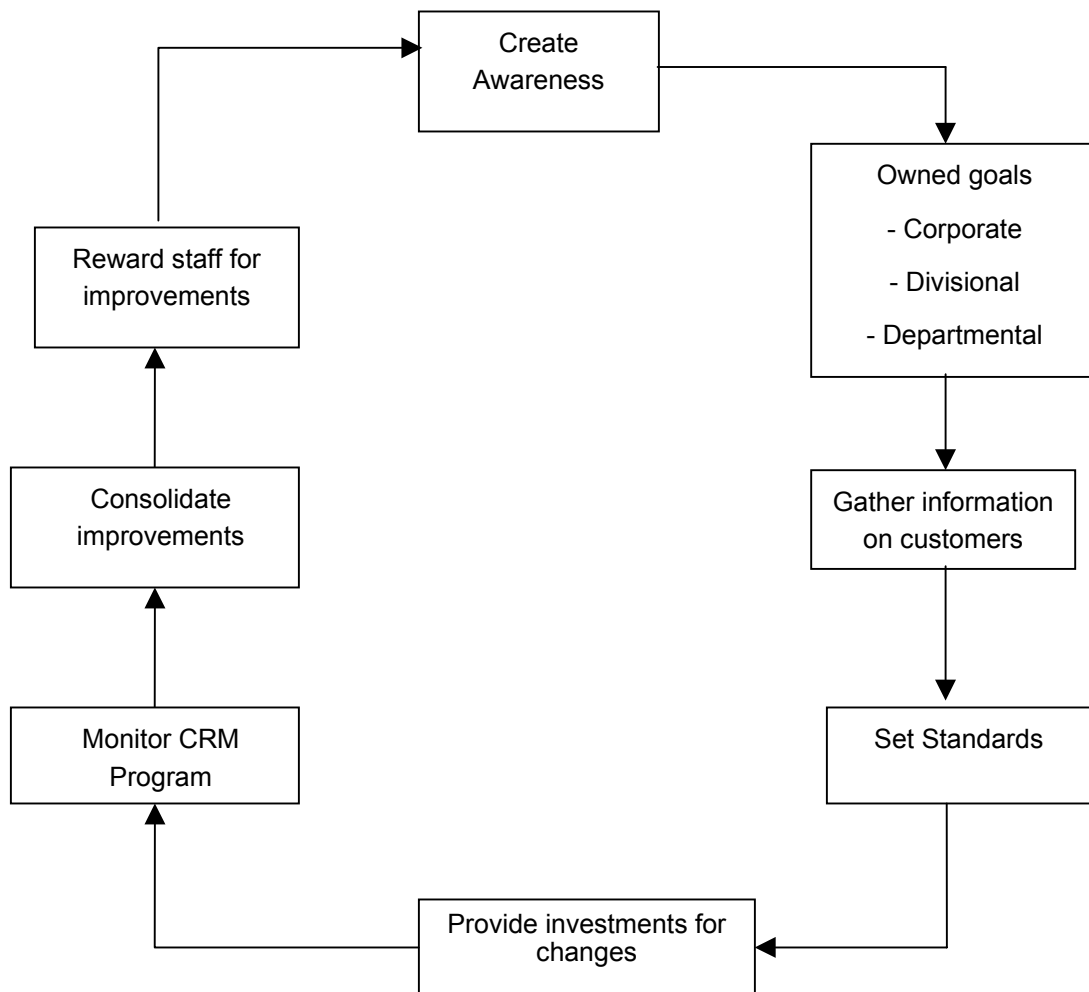 Create
Awareness
Owned goals
- Corporate
- Divisional
- Departmental
Gather information
on customers
Set Standards
Provide investments for
changes
Monitor CRM
Program
Consolidate
improvements
Reward staff for
improvements